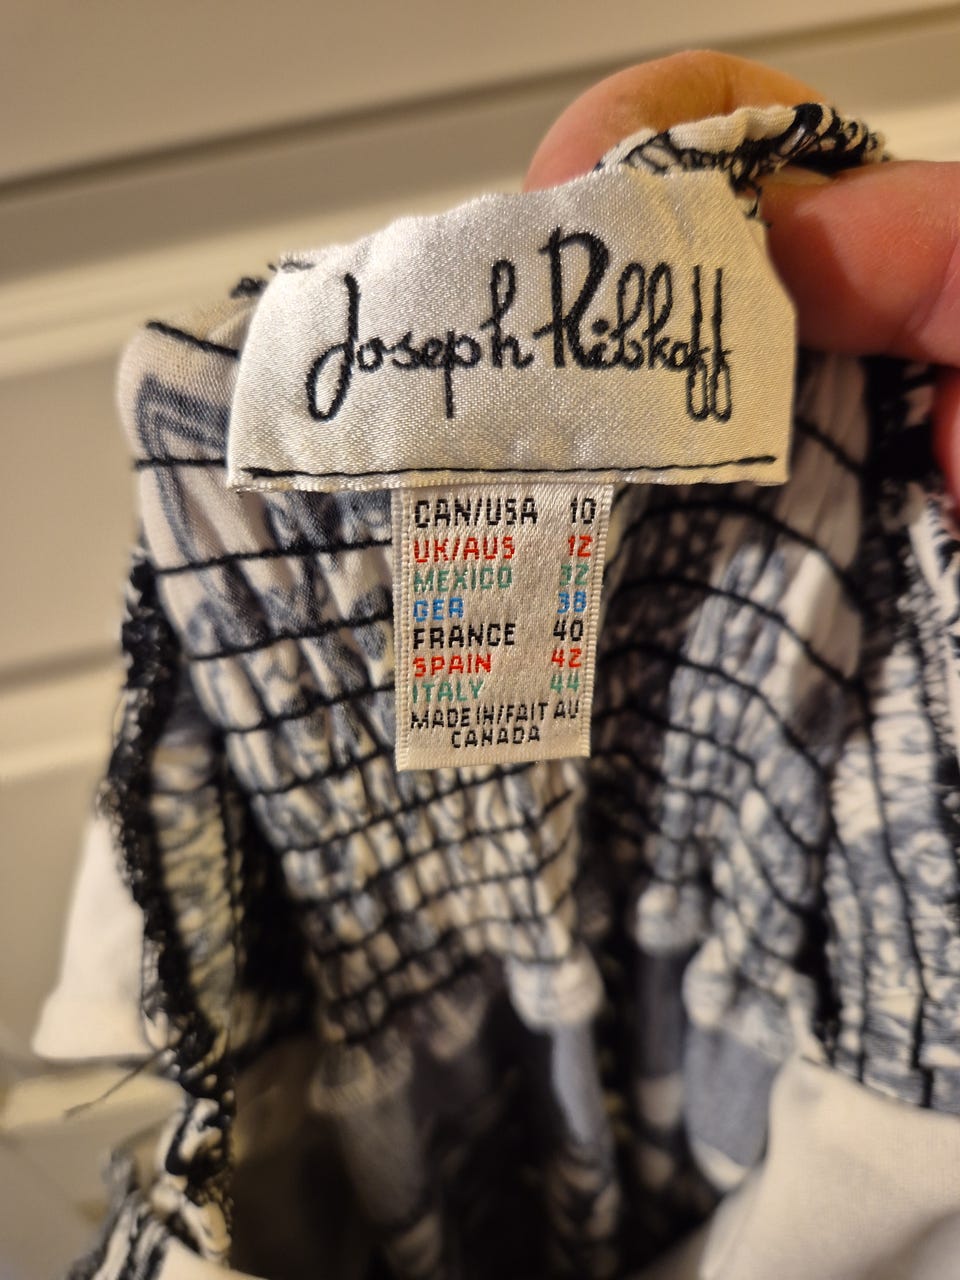 Joseph Ribkoff
CAN/USA 10
UK/AUS 12
MEXICO 32
GER 38
FRANCE 40
SPAIN 42
ITALY 44
MADE IN/FAIT AU
CANADA